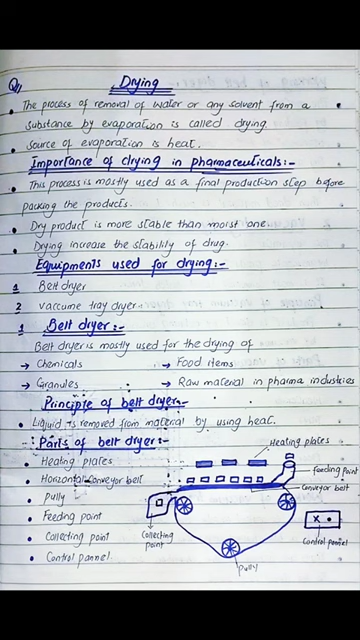 Q1
Drying
• The process of removal of water or any solvent from a
substance by evaporation is called drying
• Source of evaporation is heat.
Importance of drying in pharmaceuticals:-
• This process is mostly used as a final production step before
packing the products.
• Dry product is more stable than moist one.
• Drying increase the stability of drug.
Equipments used for drying:-
1 Belt dryer
2 vaccume tray dryer
1 Belt dryer:-
Belt dryer is mostly used for the drying of
→ Chemicals → Food items
→ Granules → Raw material in pharma industries
Principle of belt dryer:-
• Liquid is removed from material by using heat.
Parts of belt dryer:-
• Heating plates
• Horizontal conveyor belt
• Pully
• Feeding point
• Collecting point
• Control pannel.
Heating plates
feeding point
Conveyor belt
Collecting
point
Control pannel
Pully